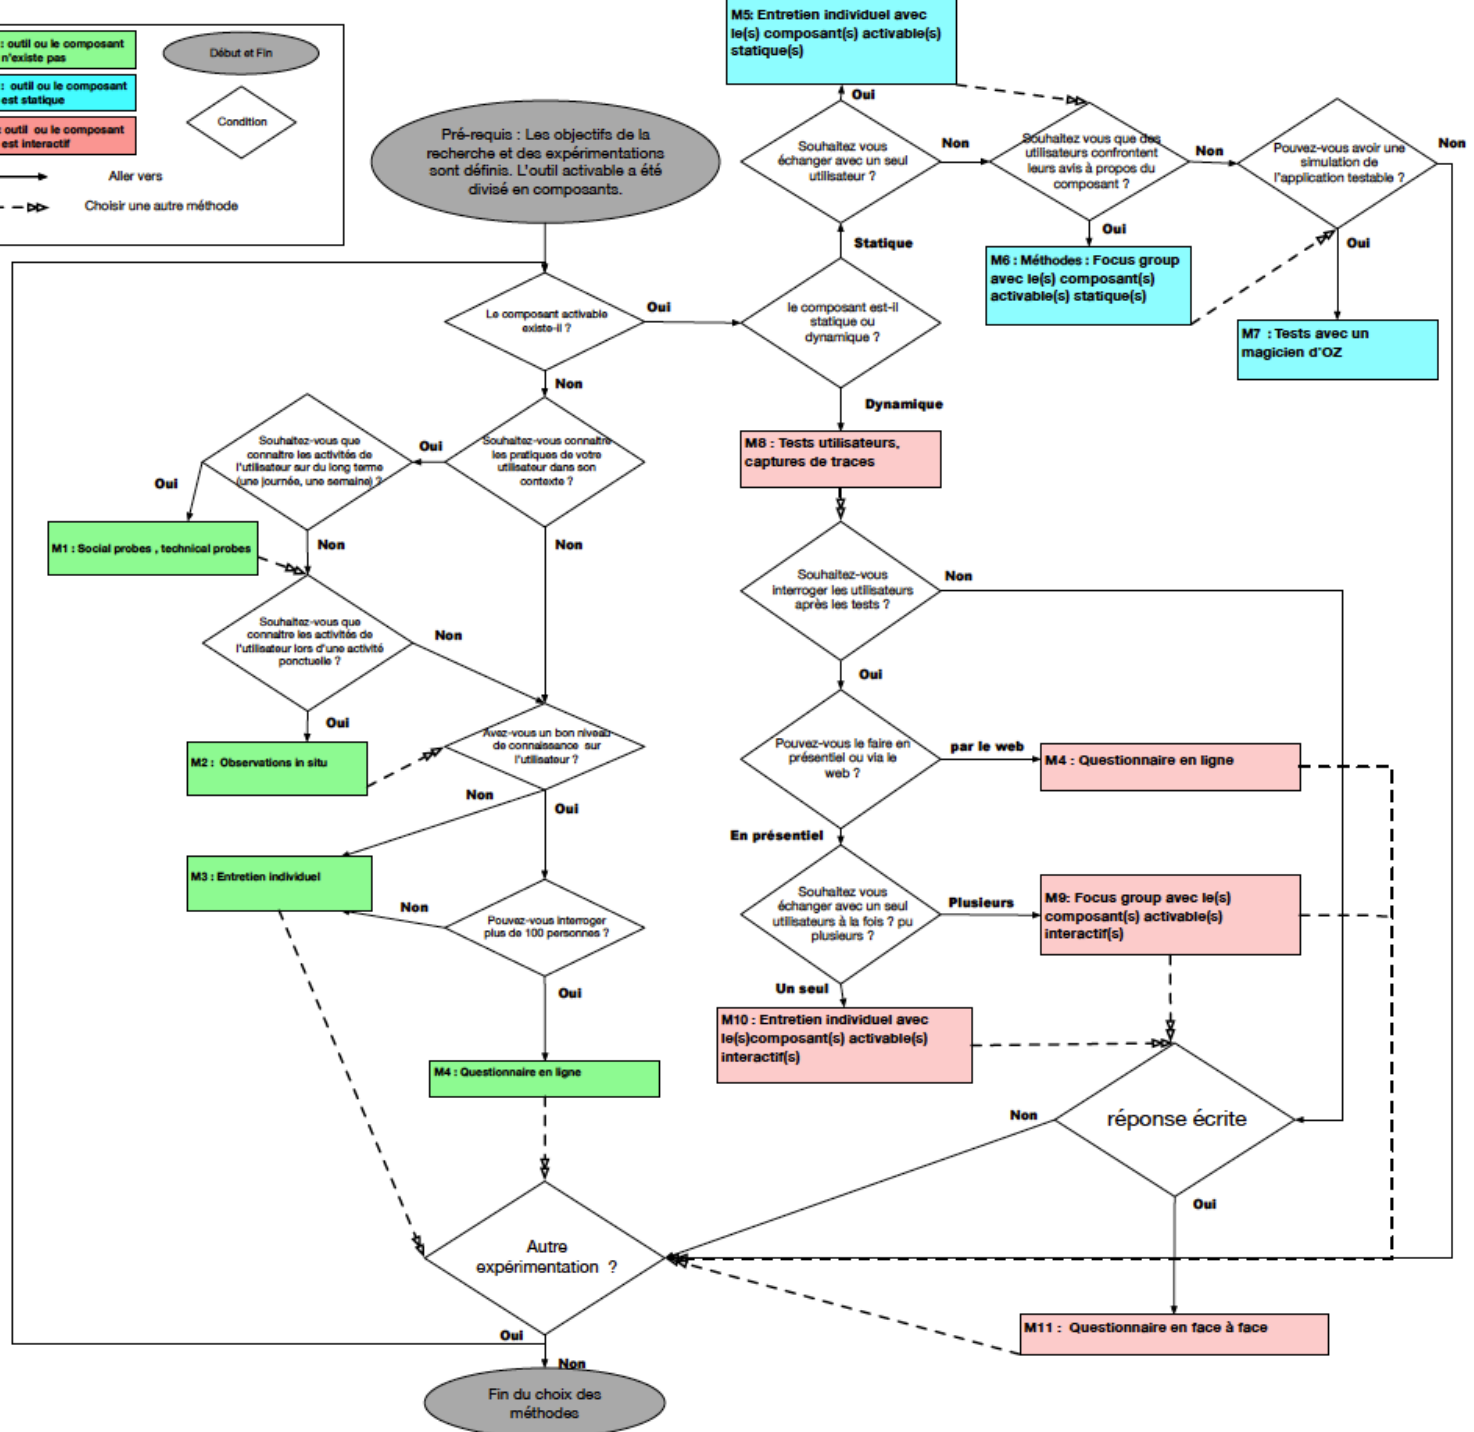 : outil ou le composant
n'existe pas
: outil ou le composant
est statique
: outil ou le composant
est interactif
Aller vers
Choisir une autre méthode
Début et Fin
Condition
Pré-requis : Les objectifs de la
recherche et des expérimentations
sont définis. L'outil activable a été
divisé en composants.
M5: Entretien individuel avec
le(s) composant(s) activable(s)
statique(s)
Oui
Souhaitez vous
échanger avec un seul
utilisateur ?
Non
Souhaitez vous que des
utilisateurs confrontent
leurs avis à propos du
composant ?
Non
Pouvez-vous avoir une
simulation de
l'application testable ?
Non
Statique
Oui
Oui
M6 : Méthodes : Focus group
avec le(s) composant(s)
activable(s) statique(s)
M7 : Tests avec un
magicien d'OZ
Le composant activable
existe-il ?
Oui
le composant est-il
statique ou
dynamique ?
Non
Dynamique
Souhaitez-vous que
connaitre les activités de
l'utilisateur sur du long terme
(une journée, une semaine) ?
Oui
Souhaitez-vous connaitre
les pratiques de votre
utilisateur dans son
contexte ?
Oui
M8 : Tests utilisateurs,
captures de traces
M1 : Social probes , technical probes
Non
Non
Souhaitez-vous
interroger les utilisateurs
après les tests ?
Non
Souhaitez-vous que
connaitre les activités de
l'utilisateur lors d'une activité
ponctuelle ?
Non
Oui
Oui
M2 : Observations in situ
Avez-vous un bon niveau
de connaissance sur
l'utilisateur ?
Pouvez-vous le faire en
présentiel ou via le
web ?
par le web
M4 : Questionnaire en ligne
Non
Oui
En présentiel
M3 : Entretien individuel
Non
Pouvez-vous interroger
plus de 100 personnes ?
Souhaitez vous
échanger avec un seul
utilisateurs à la fois ? pu
plusieurs ?
Plusieurs
M9: Focus group avec le(s)
composant(s) activable(s)
interactif(s)
Oui
Un seul
M10 : Entretien individuel avec
le(s)composant(s) activable(s)
interactif(s)
M4 : Questionnaire en ligne
Non
réponse écrite
Oui
Autre
expérimentation ?
M11 : Questionnaire en face à face
Oui
Non
Fin du choix des
méthodes